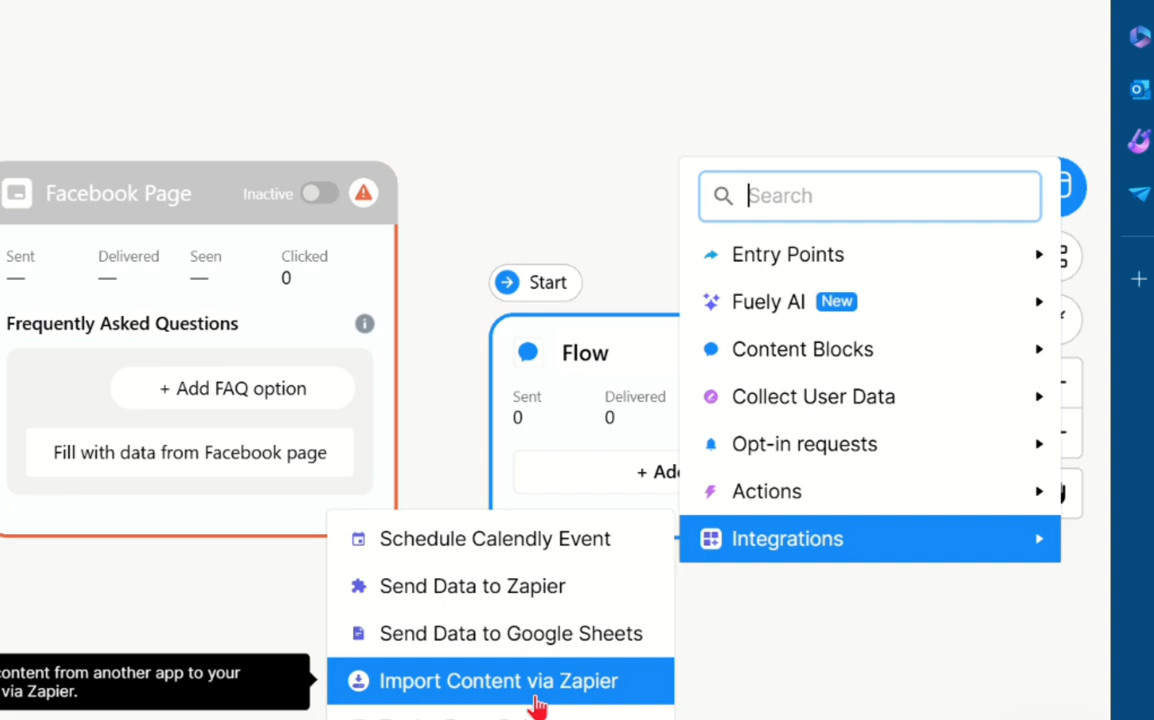 Facebook Page
Inactive
Sent
Delivered
Seen
Clicked
—
—
—
0
Frequently Asked Questions
+ Add FAQ option
Fill with data from Facebook page
Start
Flow
Sent
Delivered
0
0
+ Add
Search
Entry Points
Fuely AI New
Content Blocks
Collect User Data
Opt-in requests
Actions
Integrations
Schedule Calendly Event
Send Data to Zapier
Send Data to Google Sheets
Import Content via Zapier
content from another app to your
via Zapier.